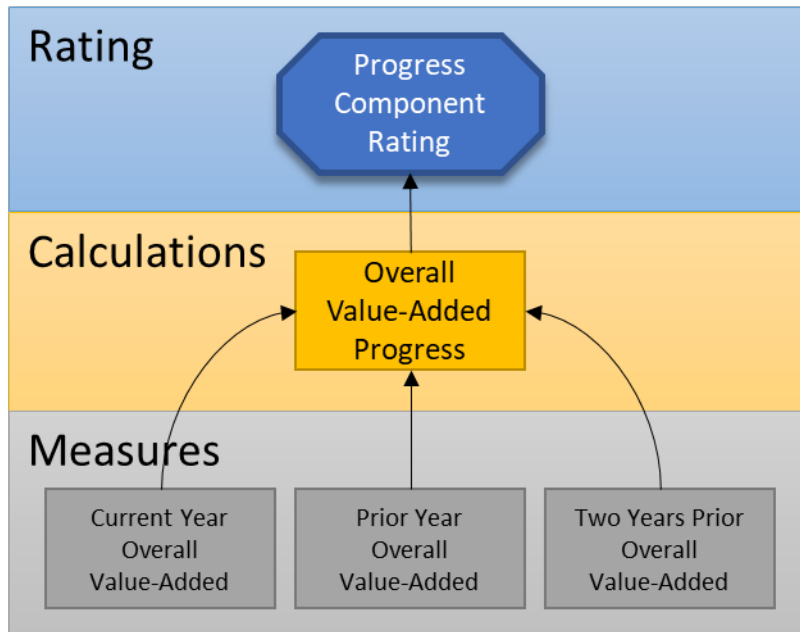 Rating
Progress
Component
Rating
Calculations
Overall
Value-Added
Progress
Measures
Current Year
Overall
Value-Added
Prior Year
Overall
Value-Added
Two Years Prior
Overall
Value-Added